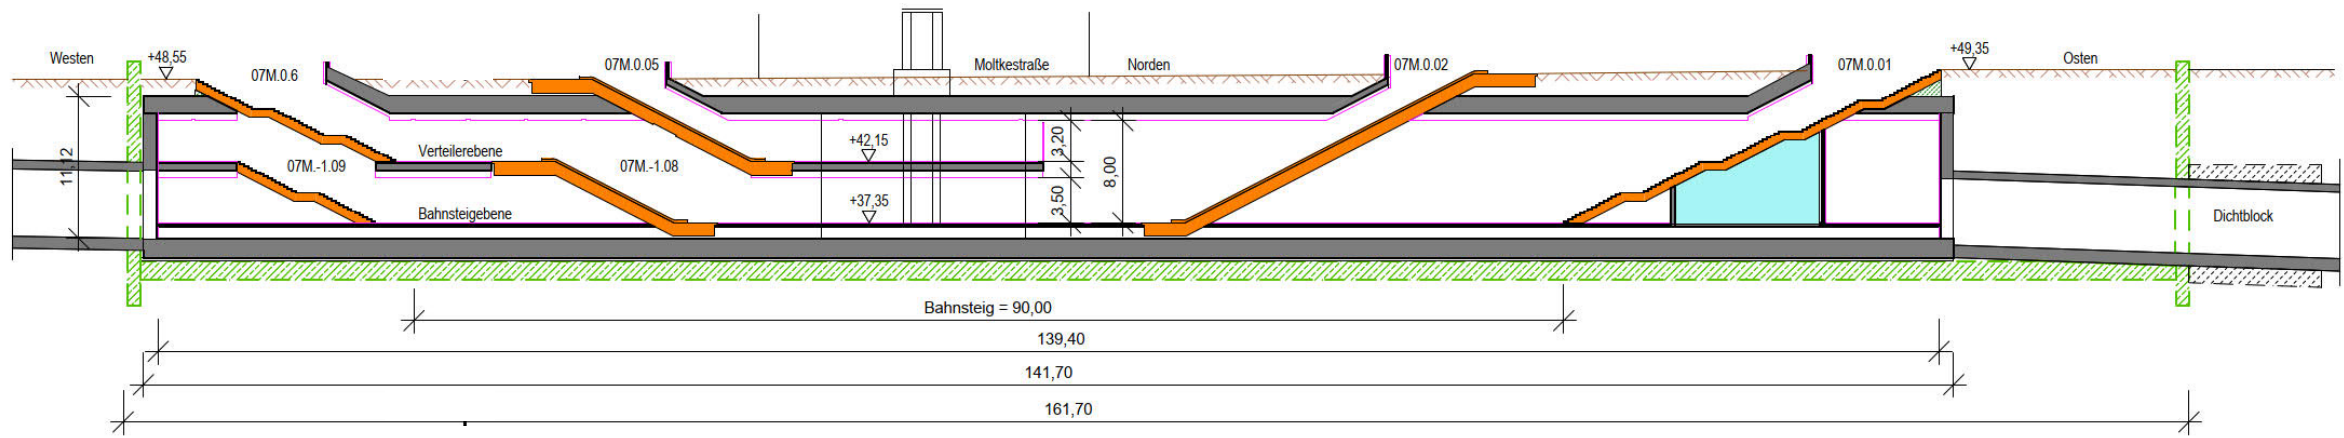 Westen
+48,55
07M.0.6
07M.0.05
Moltkestraße
Norden
07M.0.02
07M.0.01
+49,35
Osten
11,12
Verteilerebene
07M.-1.09
07M.-1.08
+42,15
3,20
8,00
3,50
Bahnsteigebene
+37,35
Dichtblock
Bahnsteig = 90,00
139,40
141,70
161,70